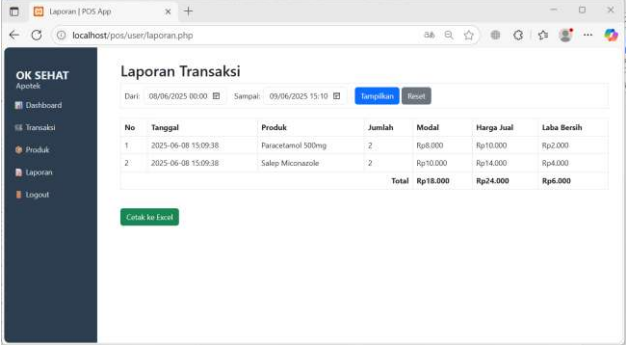 Laporan | POS App
localhost/pos/user/laporan.php
OK SEHAT
Apotek
Dashboard
Transaksi
Produk
Laporan
Logout
Laporan Transaksi
Dari: 08/06/2025 00:00 Sampai: 09/06/2025 15:10 Tampilkan Reset
No Tanggal Produk Jumlah Modal Harga Jual Laba Bersih
1 2025-06-08 15:09:38 Paracetamol 500mg 2 Rp8.000 Rp10.000 Rp2.000
2 2025-06-08 15:09:38 Salep Miconazole 2 Rp10.000 Rp14.000 Rp4.000
Total Rp18.000 Rp24.000 Rp6.000
Cetak ke Excel